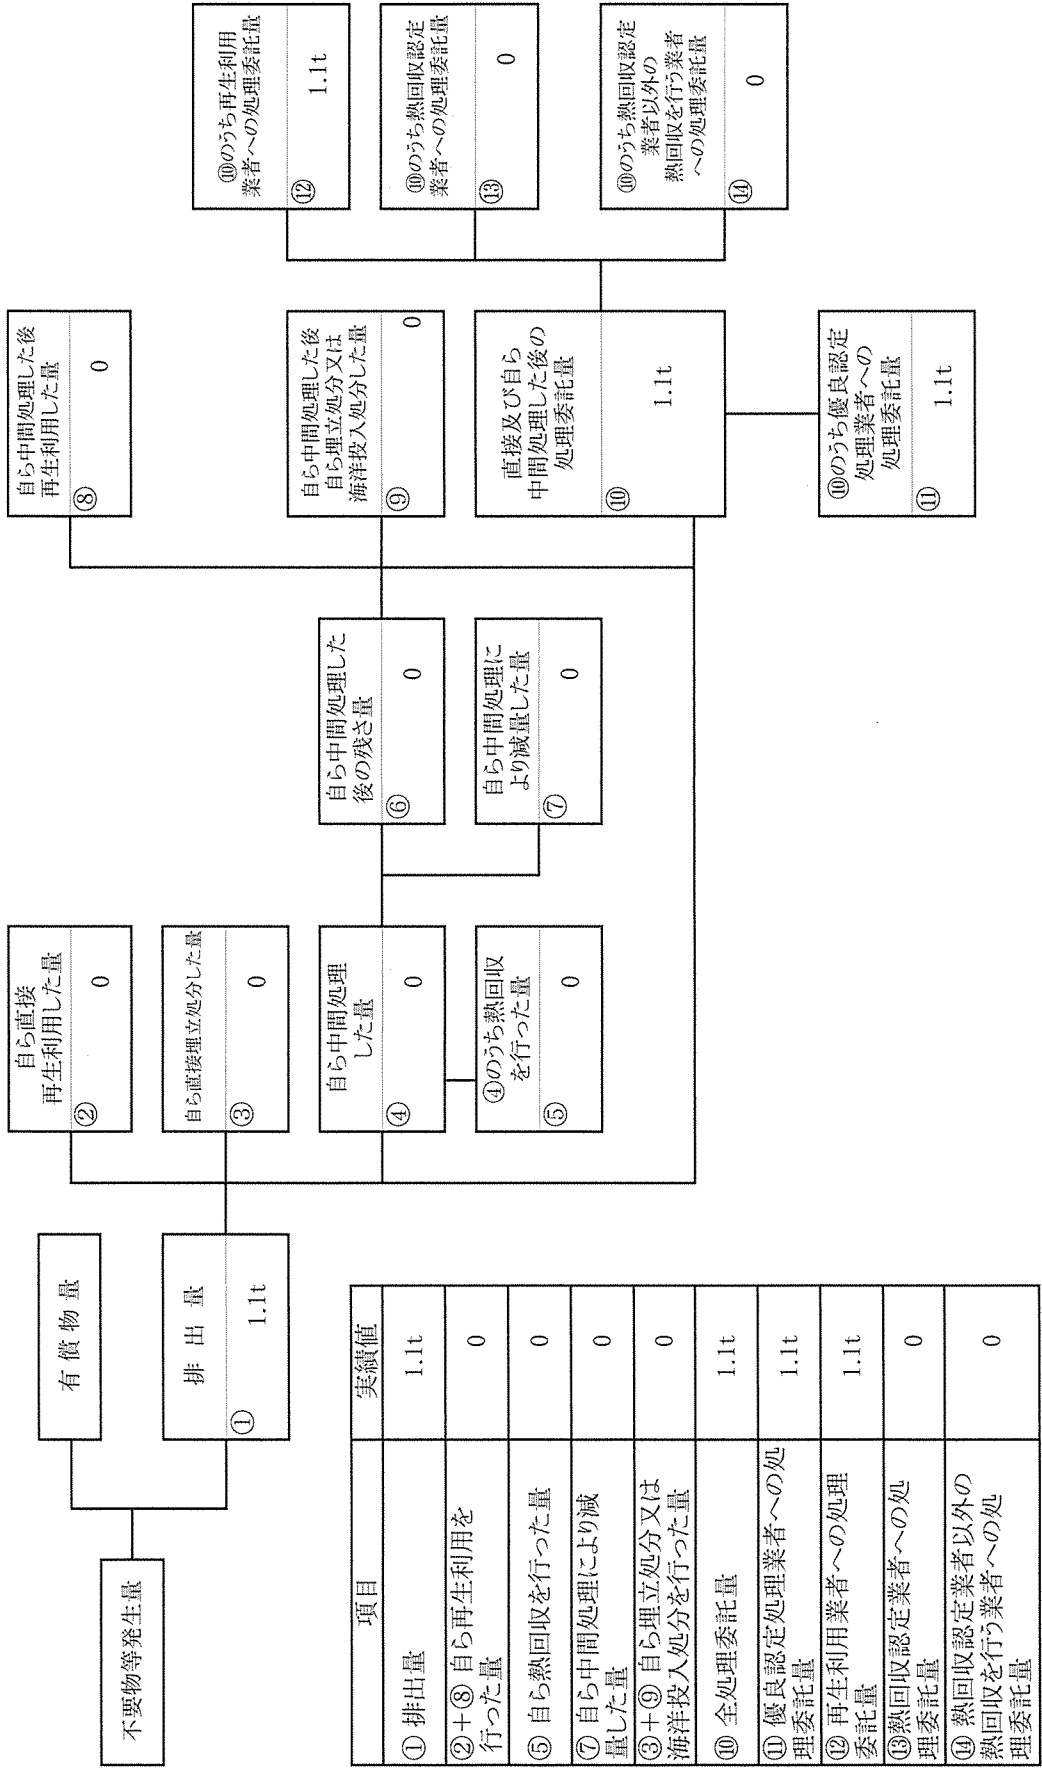 不要物等発生量
有 償 物 量
排 出 量
①
1.1t
自ら直接
再生利用した量
②
0
自ら直接埋立処分した量
③
0
自ら中間処理
した量
④
0
④のうち熱回収
を行った量
⑤
0
自ら中間処理した
後の残さ量
⑥
0
自ら中間処理に
より減量した量
⑦
0
自ら中間処理した後
再生利用した量
⑧
0
自ら中間処理した後
自ら埋立処分又は
海洋投入処分した量
⑨
0
直接及び自ら
中間処理した後の
処理委託量
⑩
1.1t
⑩のうち優良認定
処理業者への
処理委託量
⑪
1.1t
⑩のうち再生利用
業者への処理委託量
⑫
1.1t
⑩のうち熱回収認定
業者への処理委託量
⑬
0
⑩のうち熱回収認定
業者以外の
熱回収を行う業者
への処理委託量
⑭
0
項目 実績値
① 排出量 1.1t
②+⑧ 自ら再生利用を
行った量 0
⑤ 自ら熱回収を行った量 0
⑦ 自ら中間処理により減
量した量 0
③+⑨ 自ら埋立処分又は
海洋投入処分を行った量 0
⑩ 全処理委託量 1.1t
⑪ 優良認定処理業者への処
理委託量 1.1t
⑫ 再生利用業者への処理
委託量 1.1t
⑬熱回収認定業者への処
理委託量 0
⑭ 熱回収認定業者以外の
熱回収を行う業者への処
理委託量 0